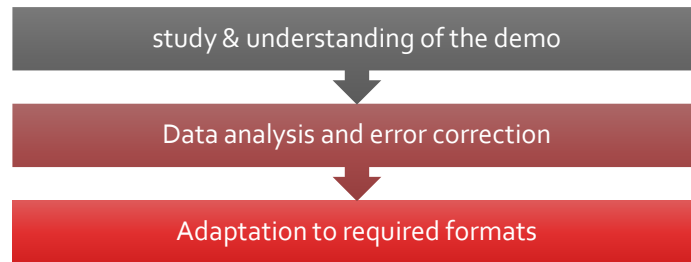 study & understanding of the demo
Data analysis and error correction
Adaptation to required formats